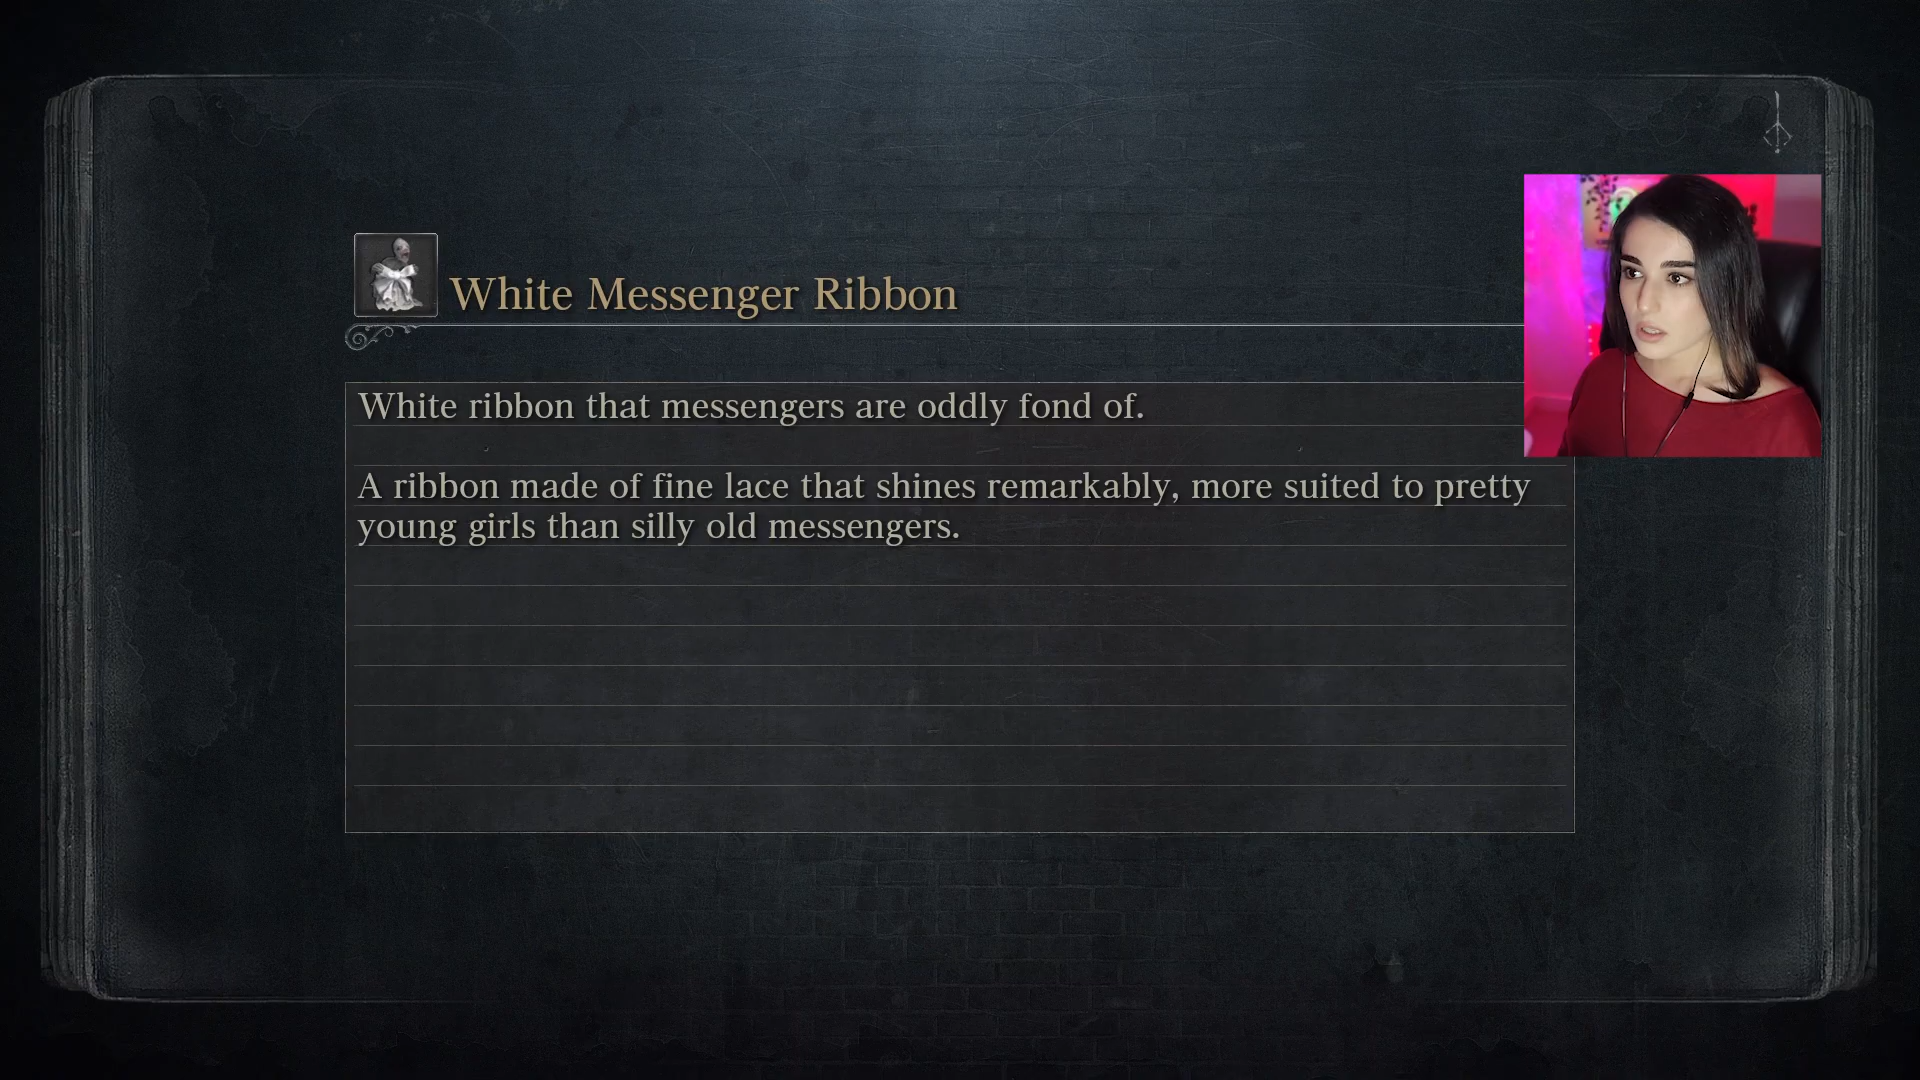 White Messenger Ribbon
White ribbon that messengers are oddly fond of.
A ribbon made of fine lace that shines remarkably, more suited to pretty
young girls than silly old messengers.